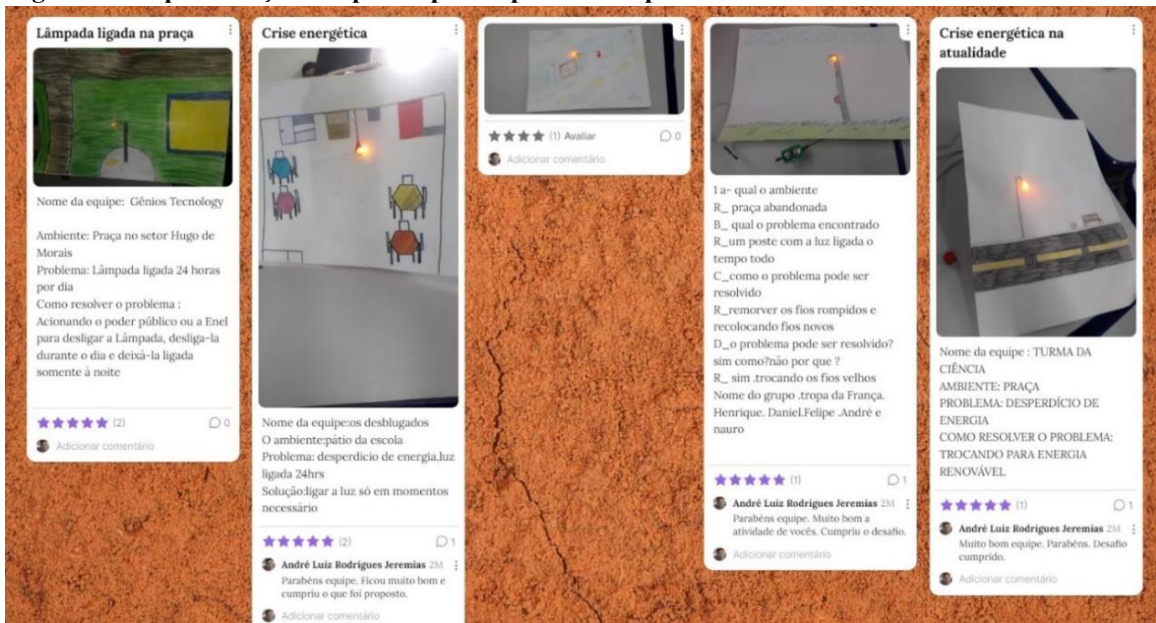 Lâmpada ligada na praça
Nome da equipe: Gênios Tecnology
Ambiente: Praça no setor Hugo de
Morais
Problema: Lâmpada ligada 24 horas
por dia
Como resolver o problema :
Acionando o poder público ou a Enel
para desligar a Lâmpada, desliga-la
durante o dia e deixá-la ligada
somente à noite
(2)
0
Adicionar comentário
Crise energética
Nome da equipe:os desblugados
O ambiente:pátio da escola
Problema: desperdicio de energia,luz
ligada 24hrs
Solução:ligar a luz só em momentos
necessário
(2)
1
André Luiz Rodrigues Jeremias 2M
Parabéns equipe. Ficou muito bom e
cumpriu o que foi proposto.
Adicionar comentário
(1) Avaliar
0
Adicionar comentário
1 a- qual o ambiente
R_ praça abandonada
B_ qual o problema encontrado
R_um poste com a luz ligada o
tempo todo
C_como o problema pode ser
resolvido
R_remorver os fios rompidos e
recolocando fios novos
D_o problema pode ser resolvido?
sim como?não por que ?
R_ sim .trocando os fios velhos
Nome do grupo .tropa da França.
Henrique. Daniel.Felipe .André e
nauro
(1)
1
André Luiz Rodrigues Jeremias 2M
Parabéns equipe. Muito bom a
atividade de vocês. Cumpriu o desafio.
Adicionar comentário
Crise energética na
atualidade
Nome da equipe : TURMA DA
CIÊNCIA
AMBIENTE: PRAÇA
PROBLEMA: DESPERDÍCIO DE
ENERGIA
COMO RESOLVER O PROBLEMA:
TROCANDO PARA ENERGIA
RENOVÁVEL
(1)
1
André Luiz Rodrigues Jeremias 2M
Muito bom equipe. Parabéns. Desafio
cumprido.
Adicionar comentário